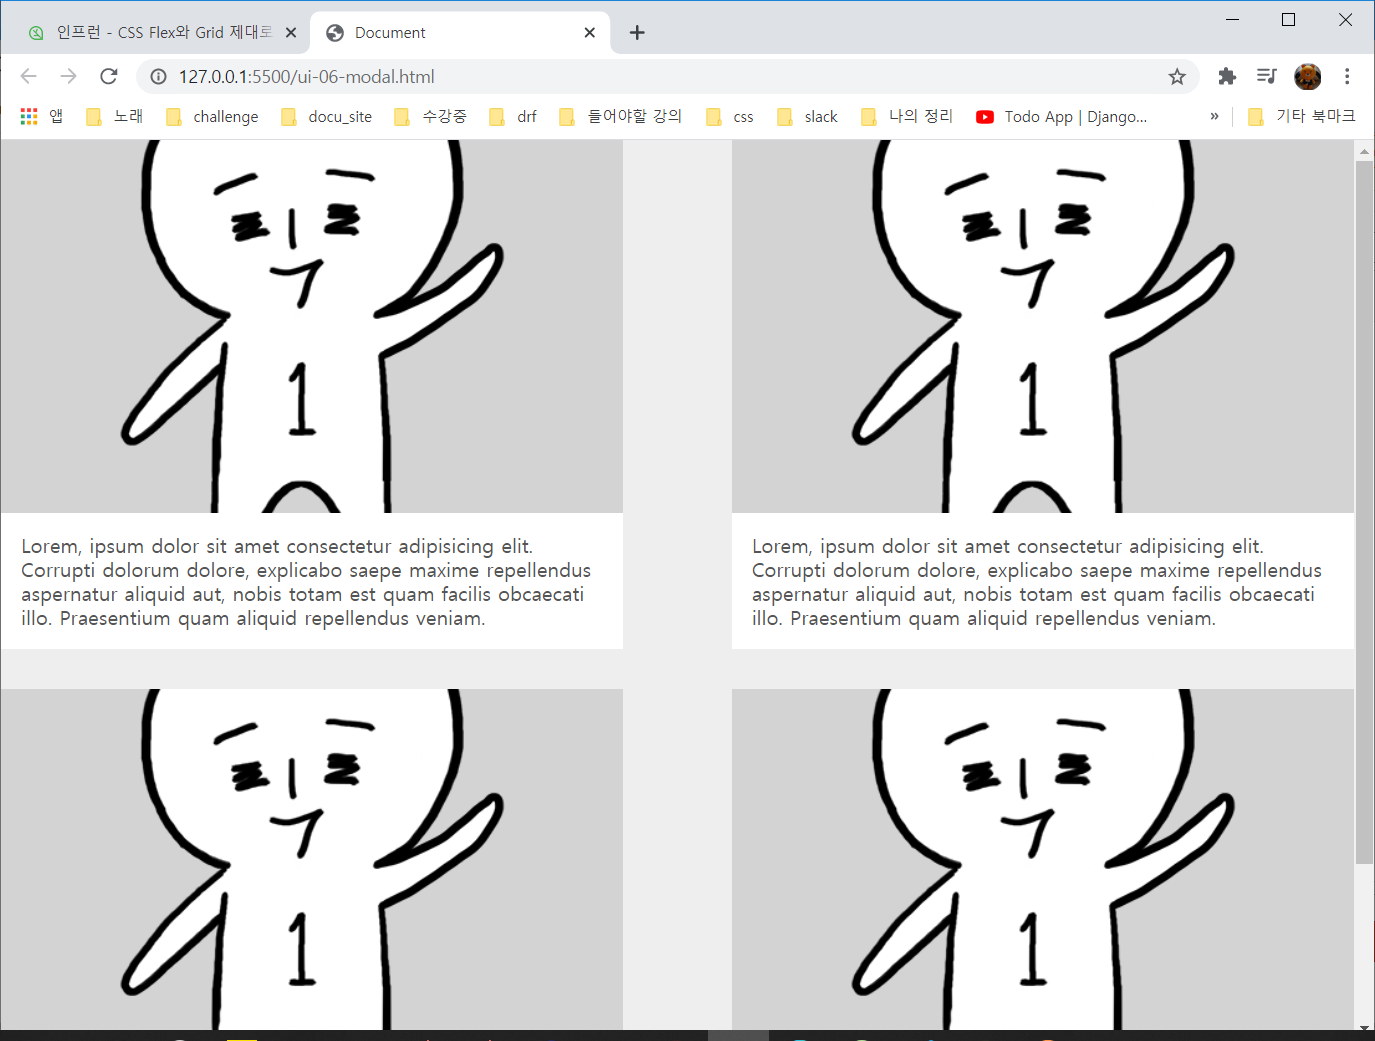 인프런 - CSS Flex와 Grid 제대로
Document
127.0.0.1:5500/ui-06-modal.html
앱 노래 challenge docu_site 수강중 drf 들어야할 강의 css slack 나의 정리 Todo App | Django... » 기타 북마크
1 1
Lorem, ipsum dolor sit amet consectetur adipisicing elit.
Corrupti dolorum dolore, explicabo saepe maxime repellendus
aspernatur aliquid aut, nobis totam est quam facilis obcaecati
illo. Praesentium quam aliquid repellendus veniam.
Lorem, ipsum dolor sit amet consectetur adipisicing elit.
Corrupti dolorum dolore, explicabo saepe maxime repellendus
aspernatur aliquid aut, nobis totam est quam facilis obcaecati
illo. Praesentium quam aliquid repellendus veniam.
1 1